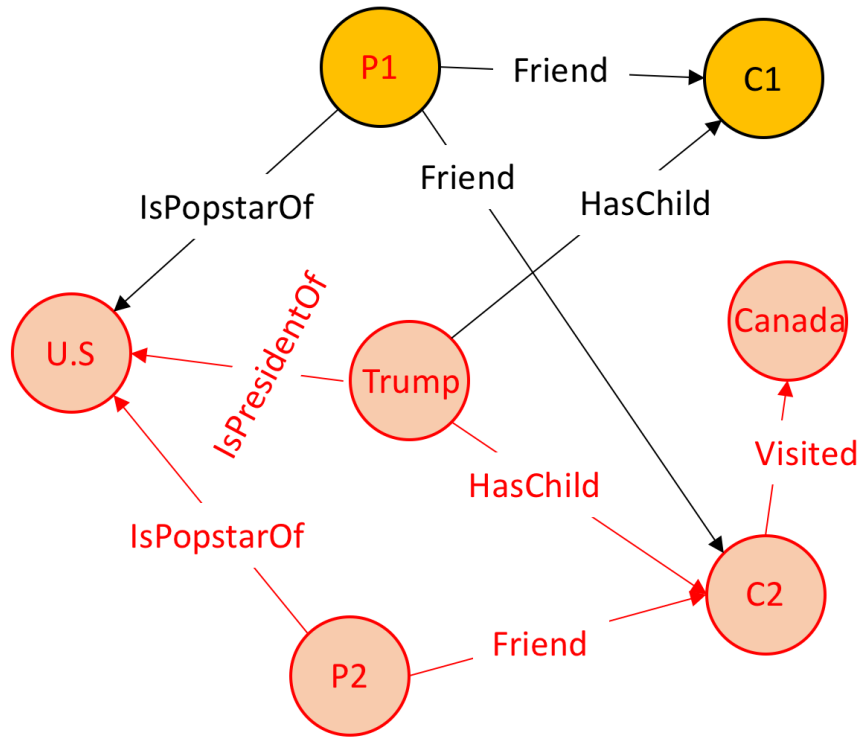 P1
Friend
C1
Friend
IsPopstarOf
HasChild
U.S
IsPresidentOf
Trump
Canada
Visited
HasChild
IsPopstarOf
C2
Friend
P2